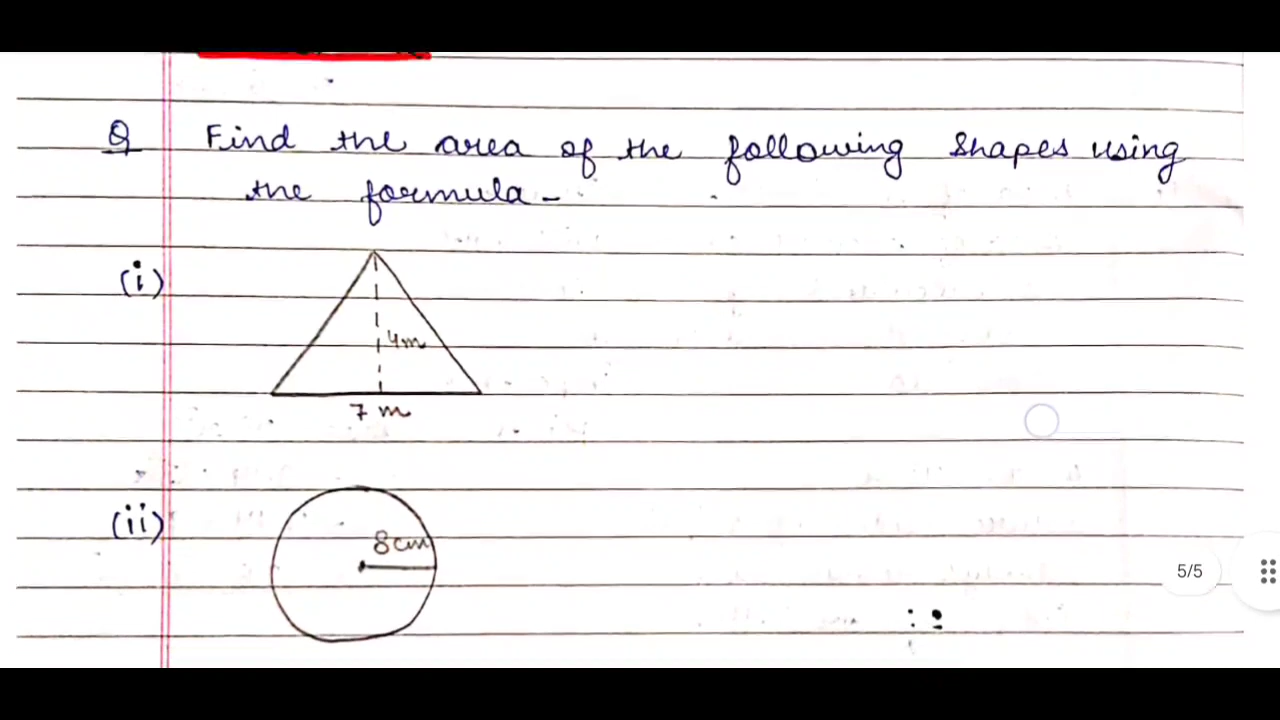 Q Find the area of the following shapes using
the formula -
(i)
4m
7 m
(ii)
8cm
5/5